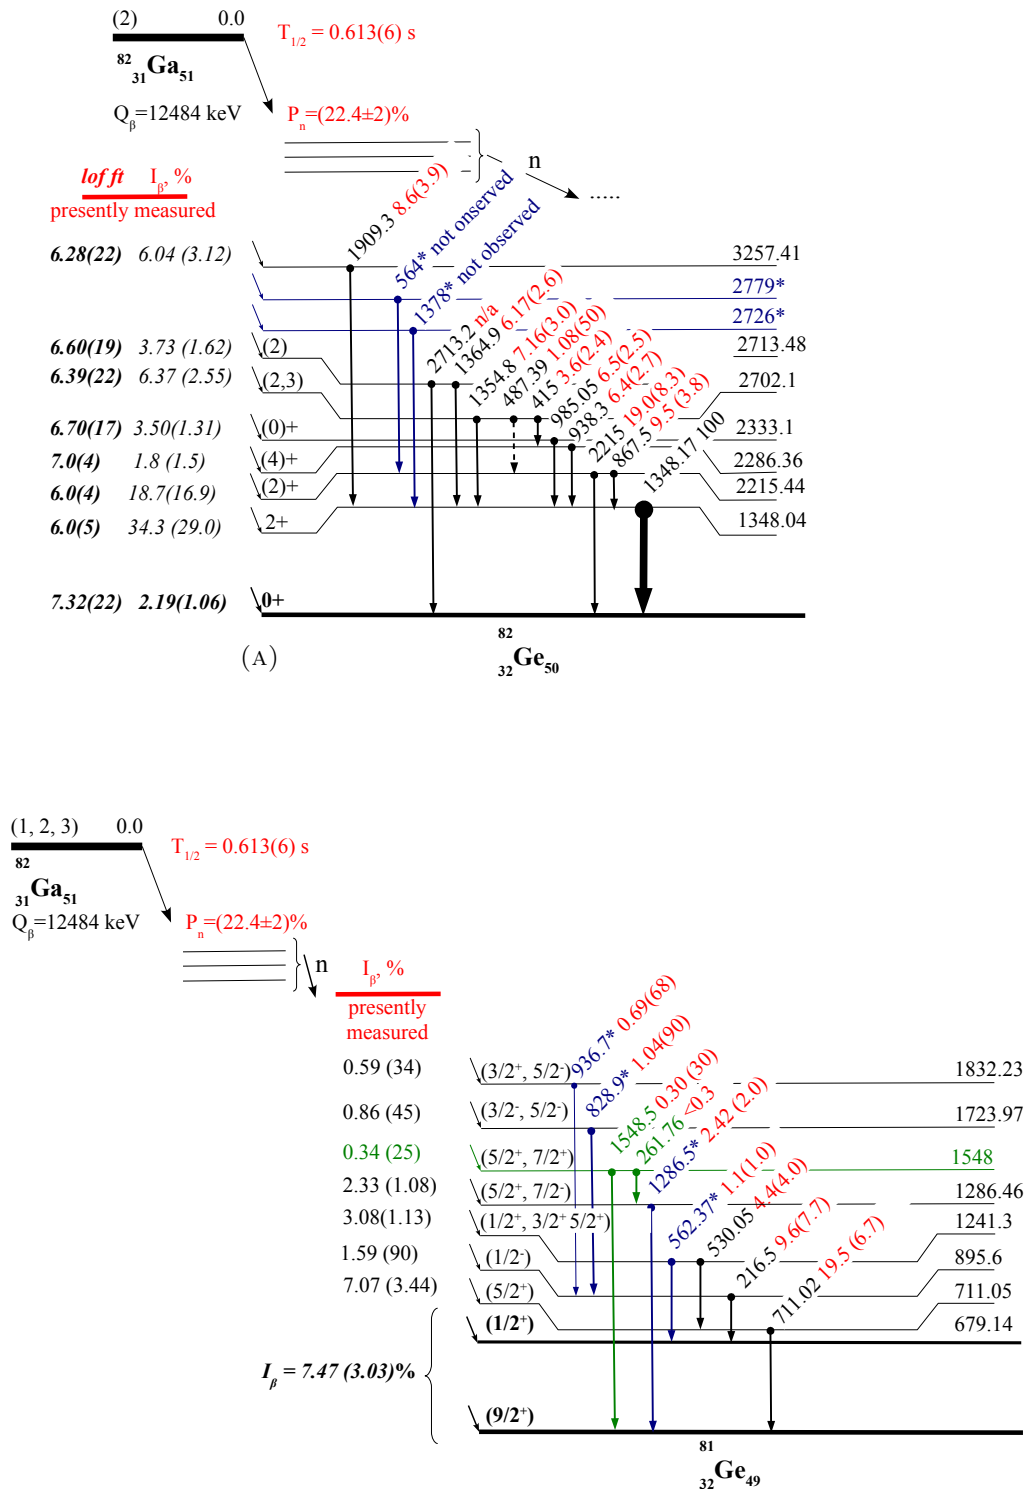 (2) 0.0
T1/2 = 0.613(6) s
82
31Ga51
Qβ=12484 keV
Pn=(22.4±2)%
n
.....
lof ft Iβ, %
presently measured
1909.3 8.6(3.9)
564* not onserved
1378* not observed
2713.2 n/a
1364.9 6.17(2.6)
1354.8 7.16(3.0)
487.39 1.08(50)
415 3.6(2.4)
985.05 6.5(2.5)
938.3 6.4(2.7)
2215 19.0(8.3)
867.5 9.5 (3.8)
1348.17 100
6.28(22) 6.04 (3.12) 3257.41
2779*
2726*
6.60(19) 3.73 (1.62) (2) 2713.48
6.39(22) 6.37 (2.55) (2,3) 2702.1
6.70(17) 3.50(1.31) (0)+ 2333.1
7.0(4) 1.8 (1.5) (4)+ 2286.36
6.0(4) 18.7(16.9) (2)+ 2215.44
6.0(5) 34.3 (29.0) 2+ 1348.04
7.32(22) 2.19(1.06) 0+
82
32Ge50
(A)
(1, 2, 3) 0.0
T1/2 = 0.613(6) s
82
31Ga51
Qβ=12484 keV
Pn=(22.4±2)%
n
Iβ, %
presently
measured
936.7* 0.69(68)
828.9* 1.04(90)
1548.5 0.30 (30)
261.76 <0.3
1286.5* 2.42 (2.0)
562.37* 1.1(1.0)
530.05 4.4(4.0)
216.5 9.6(7.7)
711.02 19.5 (6.7)
0.59 (34) (3/2+, 5/2-) 1832.23
0.86 (45) (3/2-, 5/2-) 1723.97
0.34 (25) (5/2+, 7/2+) 1548
2.33 (1.08) (5/2+, 7/2-) 1286.46
3.08(1.13) (1/2+, 3/2+ 5/2+) 1241.3
1.59 (90) (1/2-) 895.6
7.07 (3.44) (5/2+) 711.05
(1/2+) 679.14
Iβ = 7.47 (3.03)%
(9/2+)
81
32Ge49